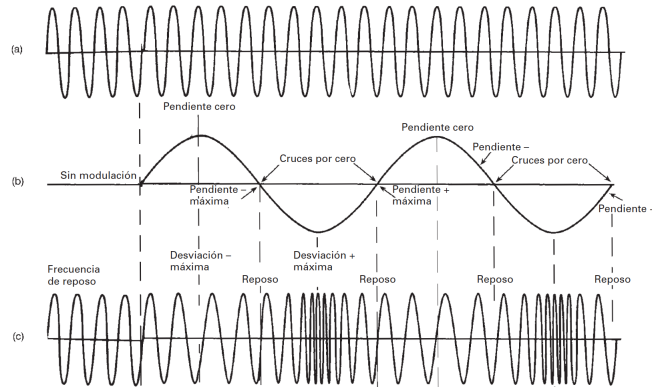 (a)
Pendiente cero
Pendiente cero
Pendiente –
Cruces por cero
Cruces por cero
Sin modulación
(b)
Pendiente –
máxima
Pendiente +
máxima
Pendiente -
Desviación –
máxima
Desviación +
máxima
Frecuencia
de reposo
Reposo
Reposo
Reposo
Reposo
(c)